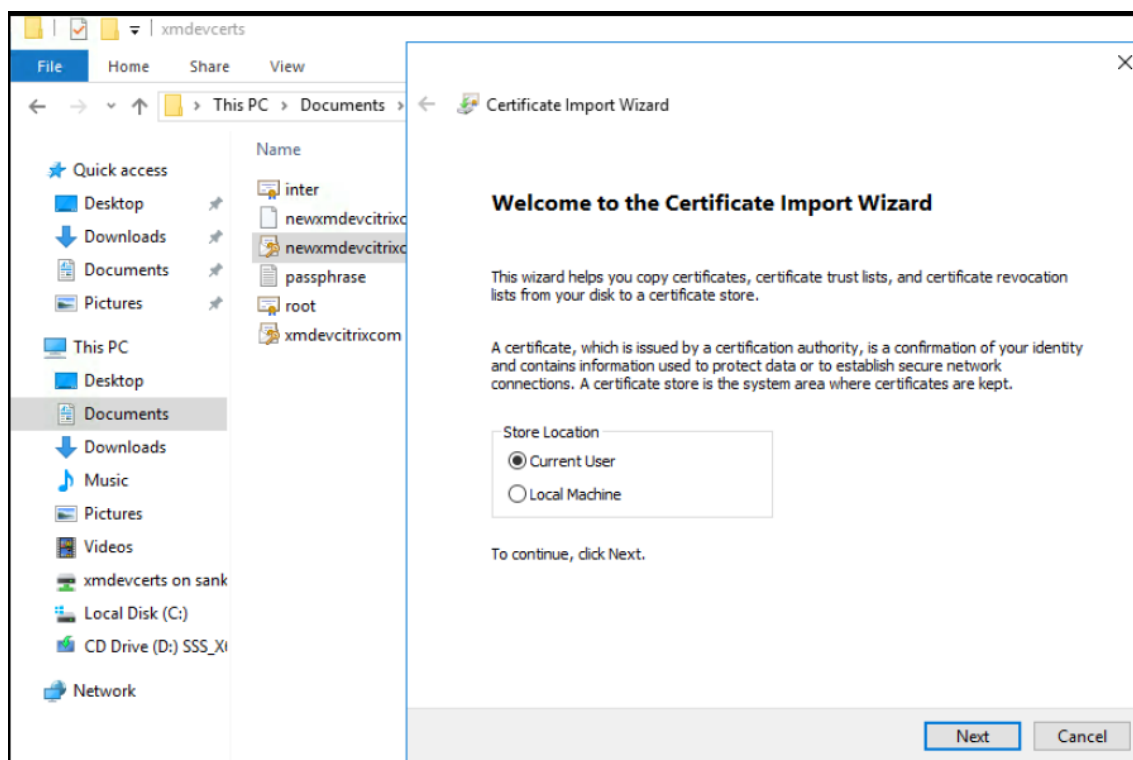 xmdevcerts
File Home Share View
This PC > Documents >
Quick access
Desktop
Downloads
Documents
Pictures
This PC
Desktop
Documents
Downloads
Music
Pictures
Videos
xmdevcerts on sank
Local Disk (C:)
CD Drive (D:) SSS_X
Network
Name
inter
newxmdevcitrixc
newxmdevcitrixc
passphrase
root
xmdevcitrixcom
Certificate Import Wizard
Welcome to the Certificate Import Wizard
This wizard helps you copy certificates, certificate trust lists, and certificate revocation
lists from your disk to a certificate store.
A certificate, which is issued by a certification authority, is a confirmation of your identity
and contains information used to protect data or to establish secure network
connections. A certificate store is the system area where certificates are kept.
Store Location
Current User
Local Machine
To continue, click Next.
Next Cancel